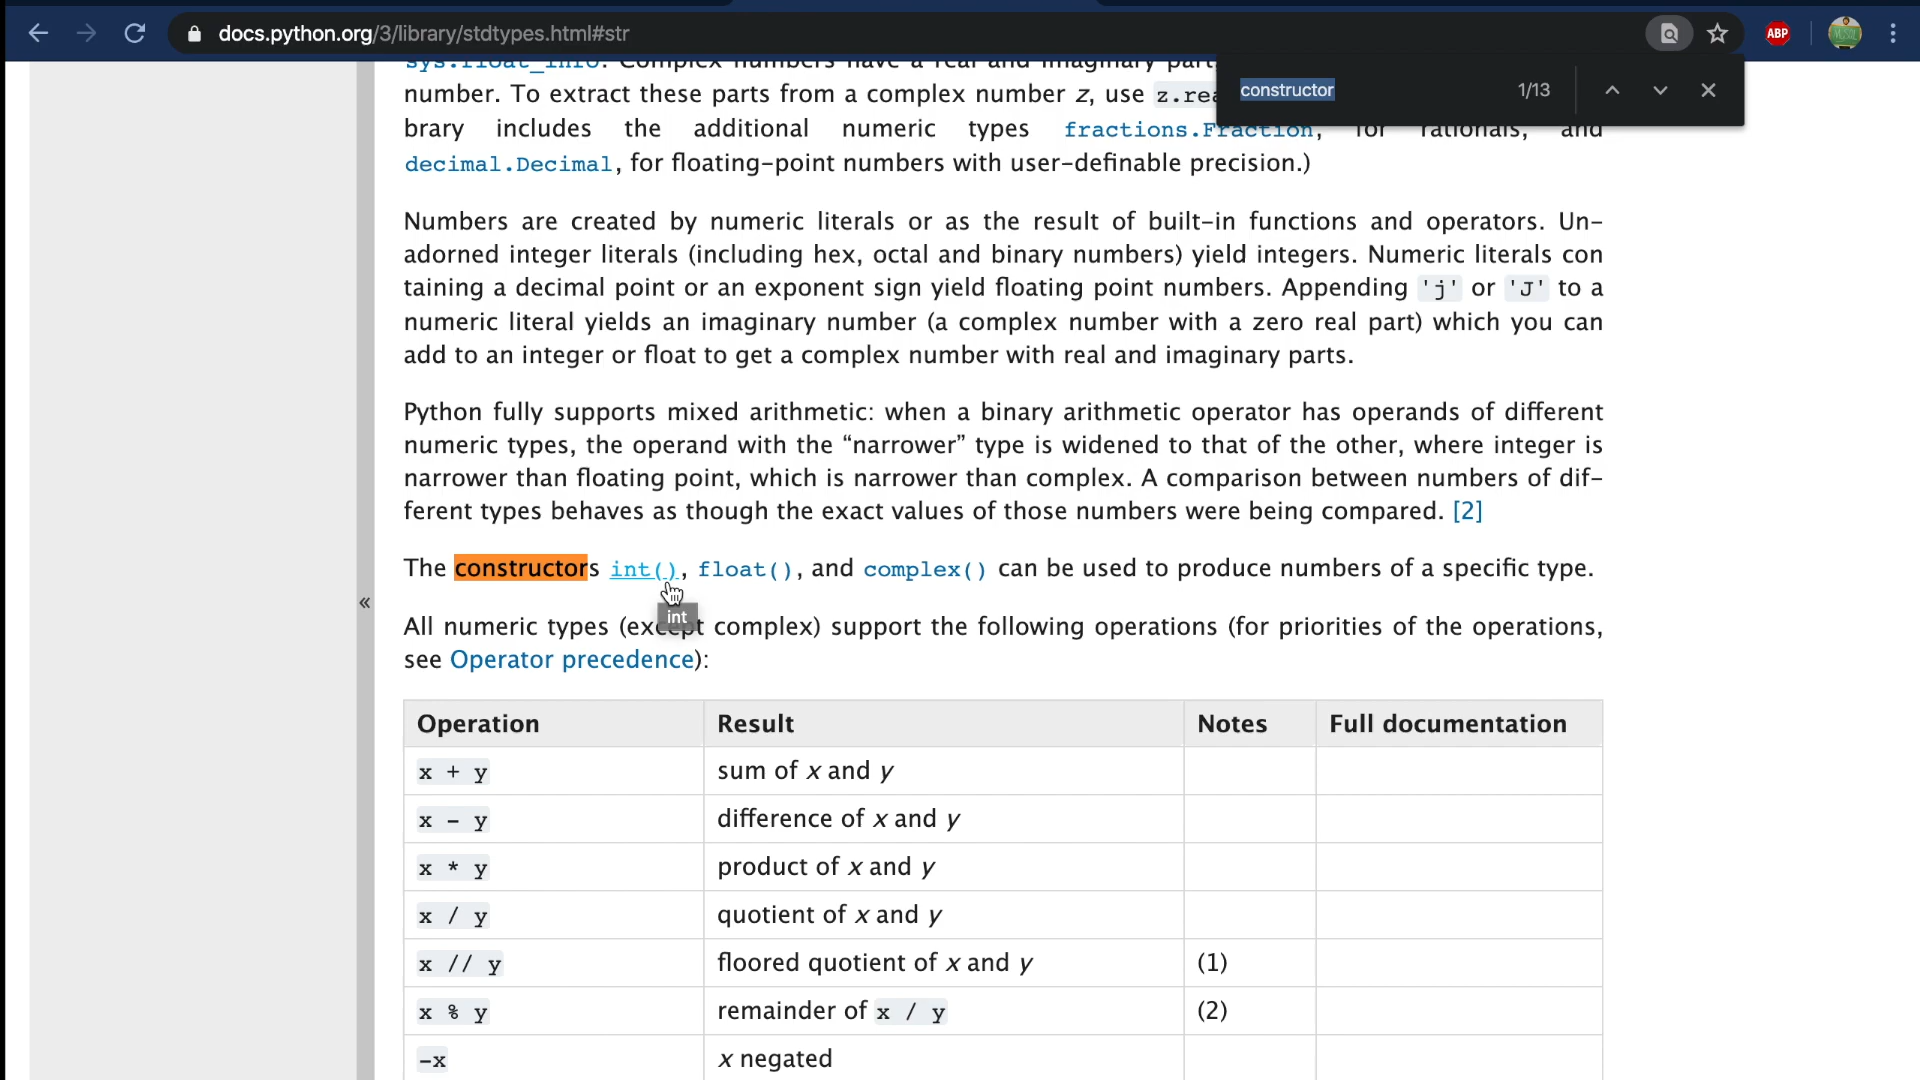 docs.python.org/3/library/stdtypes.html#str
ABP
constructor
1/13
sys.float_info. Complex numbers have a real and imaginary part
number. To extract these parts from a complex number z, use z.rea
brary includes the additional numeric types fractions.Fraction, for rationals, and
decimal.Decimal, for floating-point numbers with user-definable precision.)
Numbers are created by numeric literals or as the result of built-in functions and operators. Un-
adorned integer literals (including hex, octal and binary numbers) yield integers. Numeric literals con
taining a decimal point or an exponent sign yield floating point numbers. Appending 'j' or 'J' to a
numeric literal yields an imaginary number (a complex number with a zero real part) which you can
add to an integer or float to get a complex number with real and imaginary parts.
Python fully supports mixed arithmetic: when a binary arithmetic operator has operands of different
numeric types, the operand with the “narrower” type is widened to that of the other, where integer is
narrower than floating point, which is narrower than complex. A comparison between numbers of dif-
ferent types behaves as though the exact values of those numbers were being compared. [2]
The constructors int(), float(), and complex() can be used to produce numbers of a specific type.
«
int
All numeric types (except complex) support the following operations (for priorities of the operations,
see Operator precedence):
Operation Result Notes Full documentation
x + y sum of x and y
x - y difference of x and y
x * y product of x and y
x / y quotient of x and y
x // y floored quotient of x and y (1)
x % y remainder of x / y (2)
-x x negated